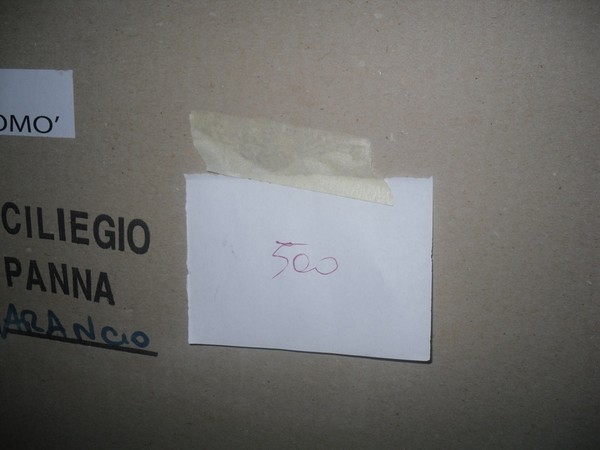 OMO'
CILIEGIO
PANNA
ARANCIO
500